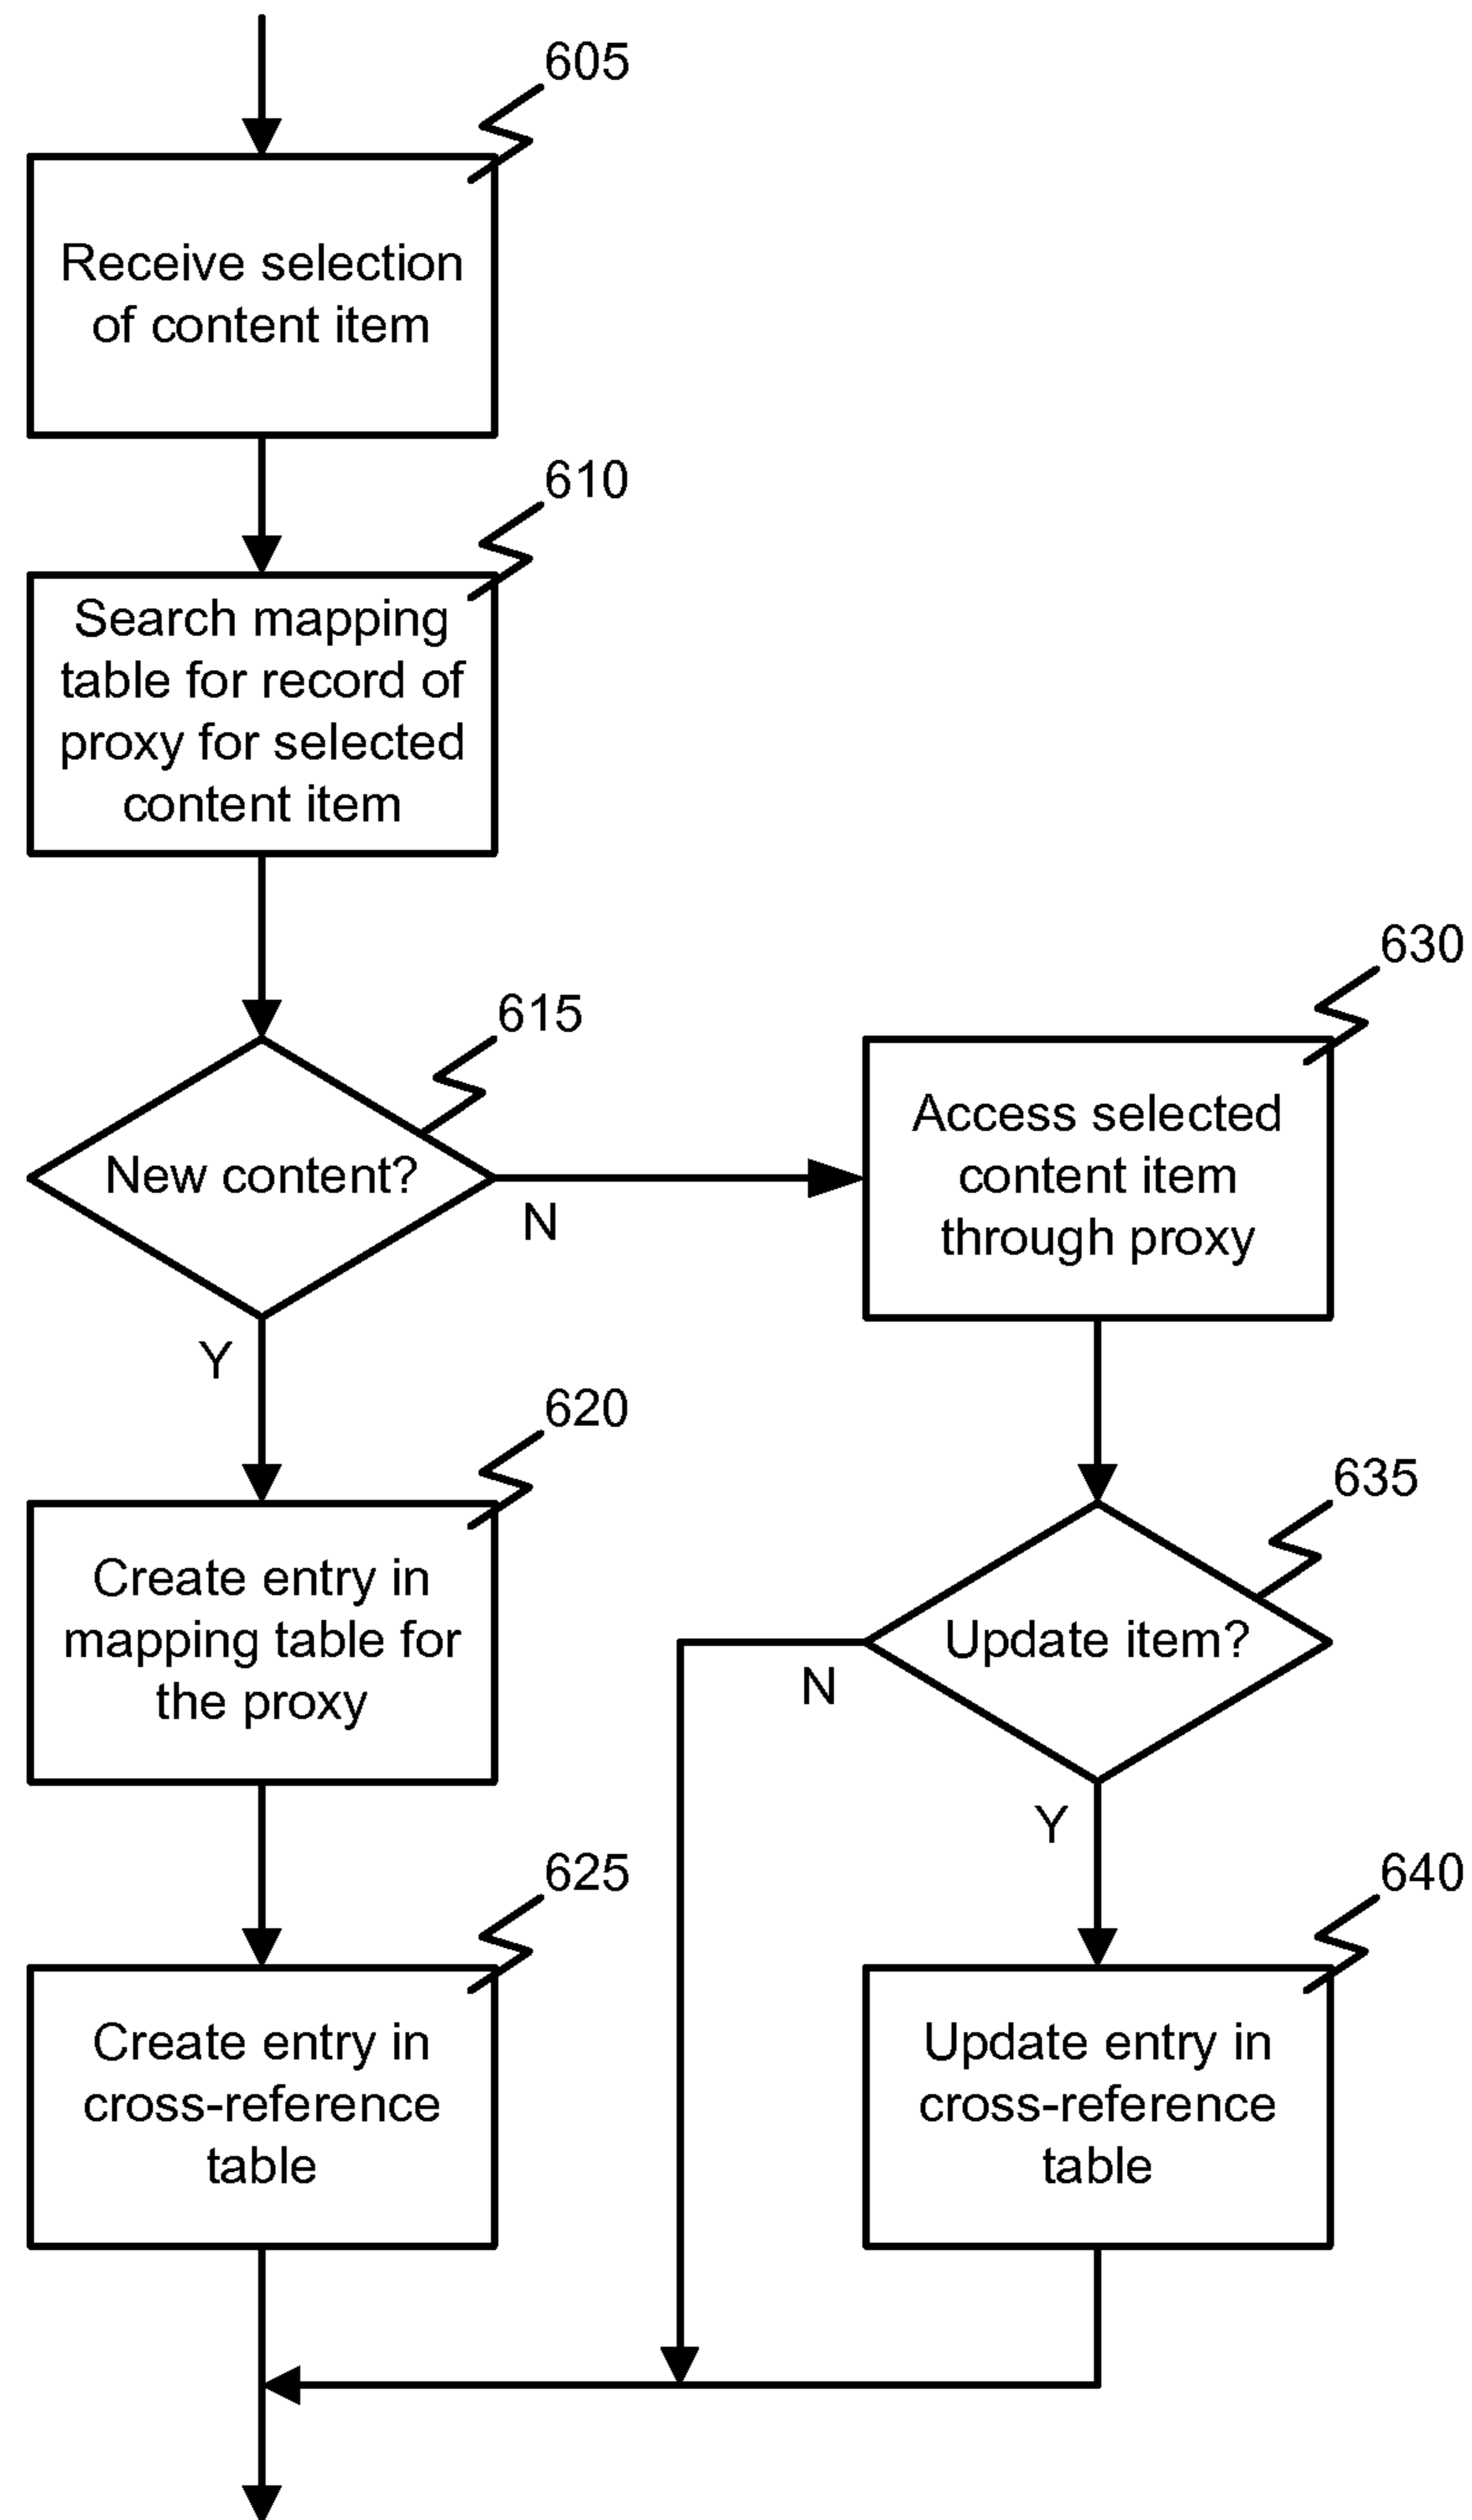 605
Receive selection
of content item
610
Search mapping
table for record of
proxy for selected
content item
615
New content?
N
Y
630
Access selected
content item
through proxy
620
Create entry in
mapping table for
the proxy
635
Update item?
N
Y
625
Create entry in
cross-reference
table
640
Update entry in
cross-reference
table